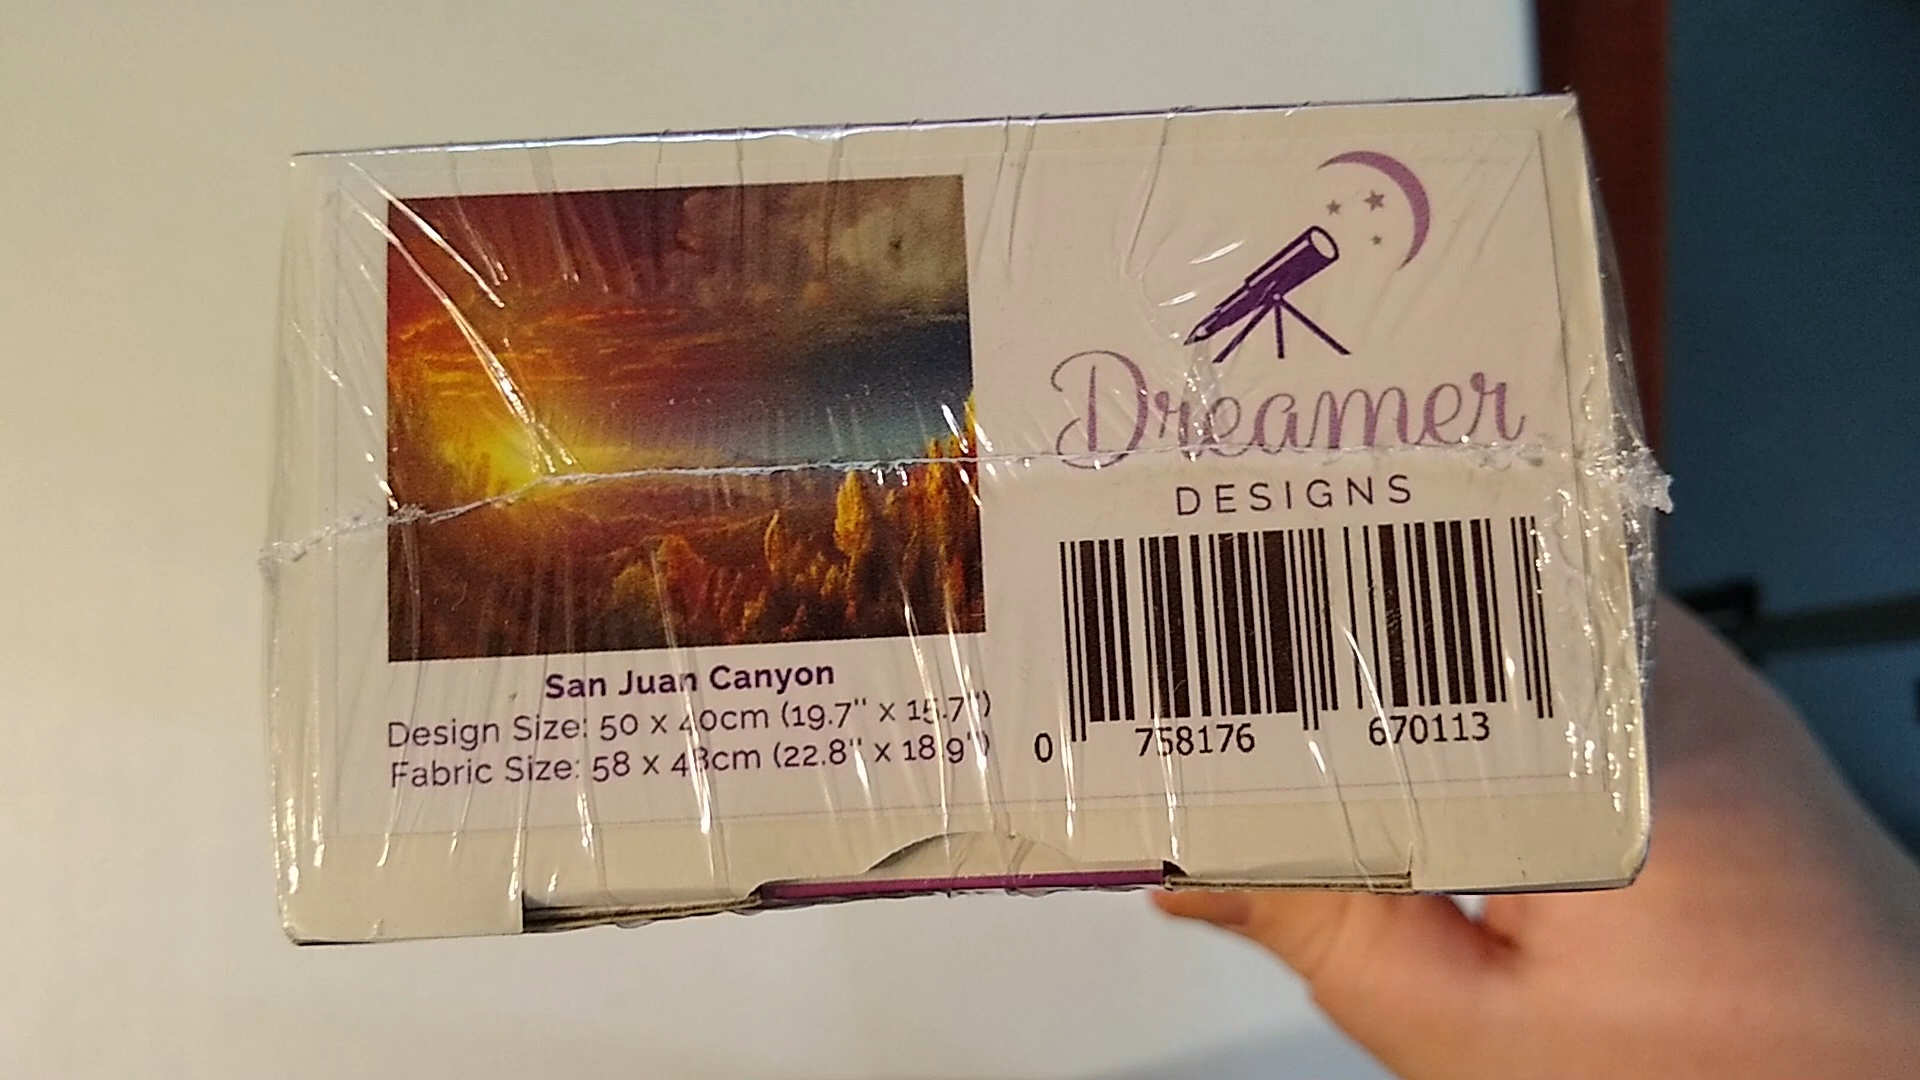 San Juan Canyon
Design Size: 50 x 40cm (19.7" x 15.7")
Fabric Size: 58 x 48cm (22.8" x 18.9")
Dreamer
DESIGNS
0 758176 670113